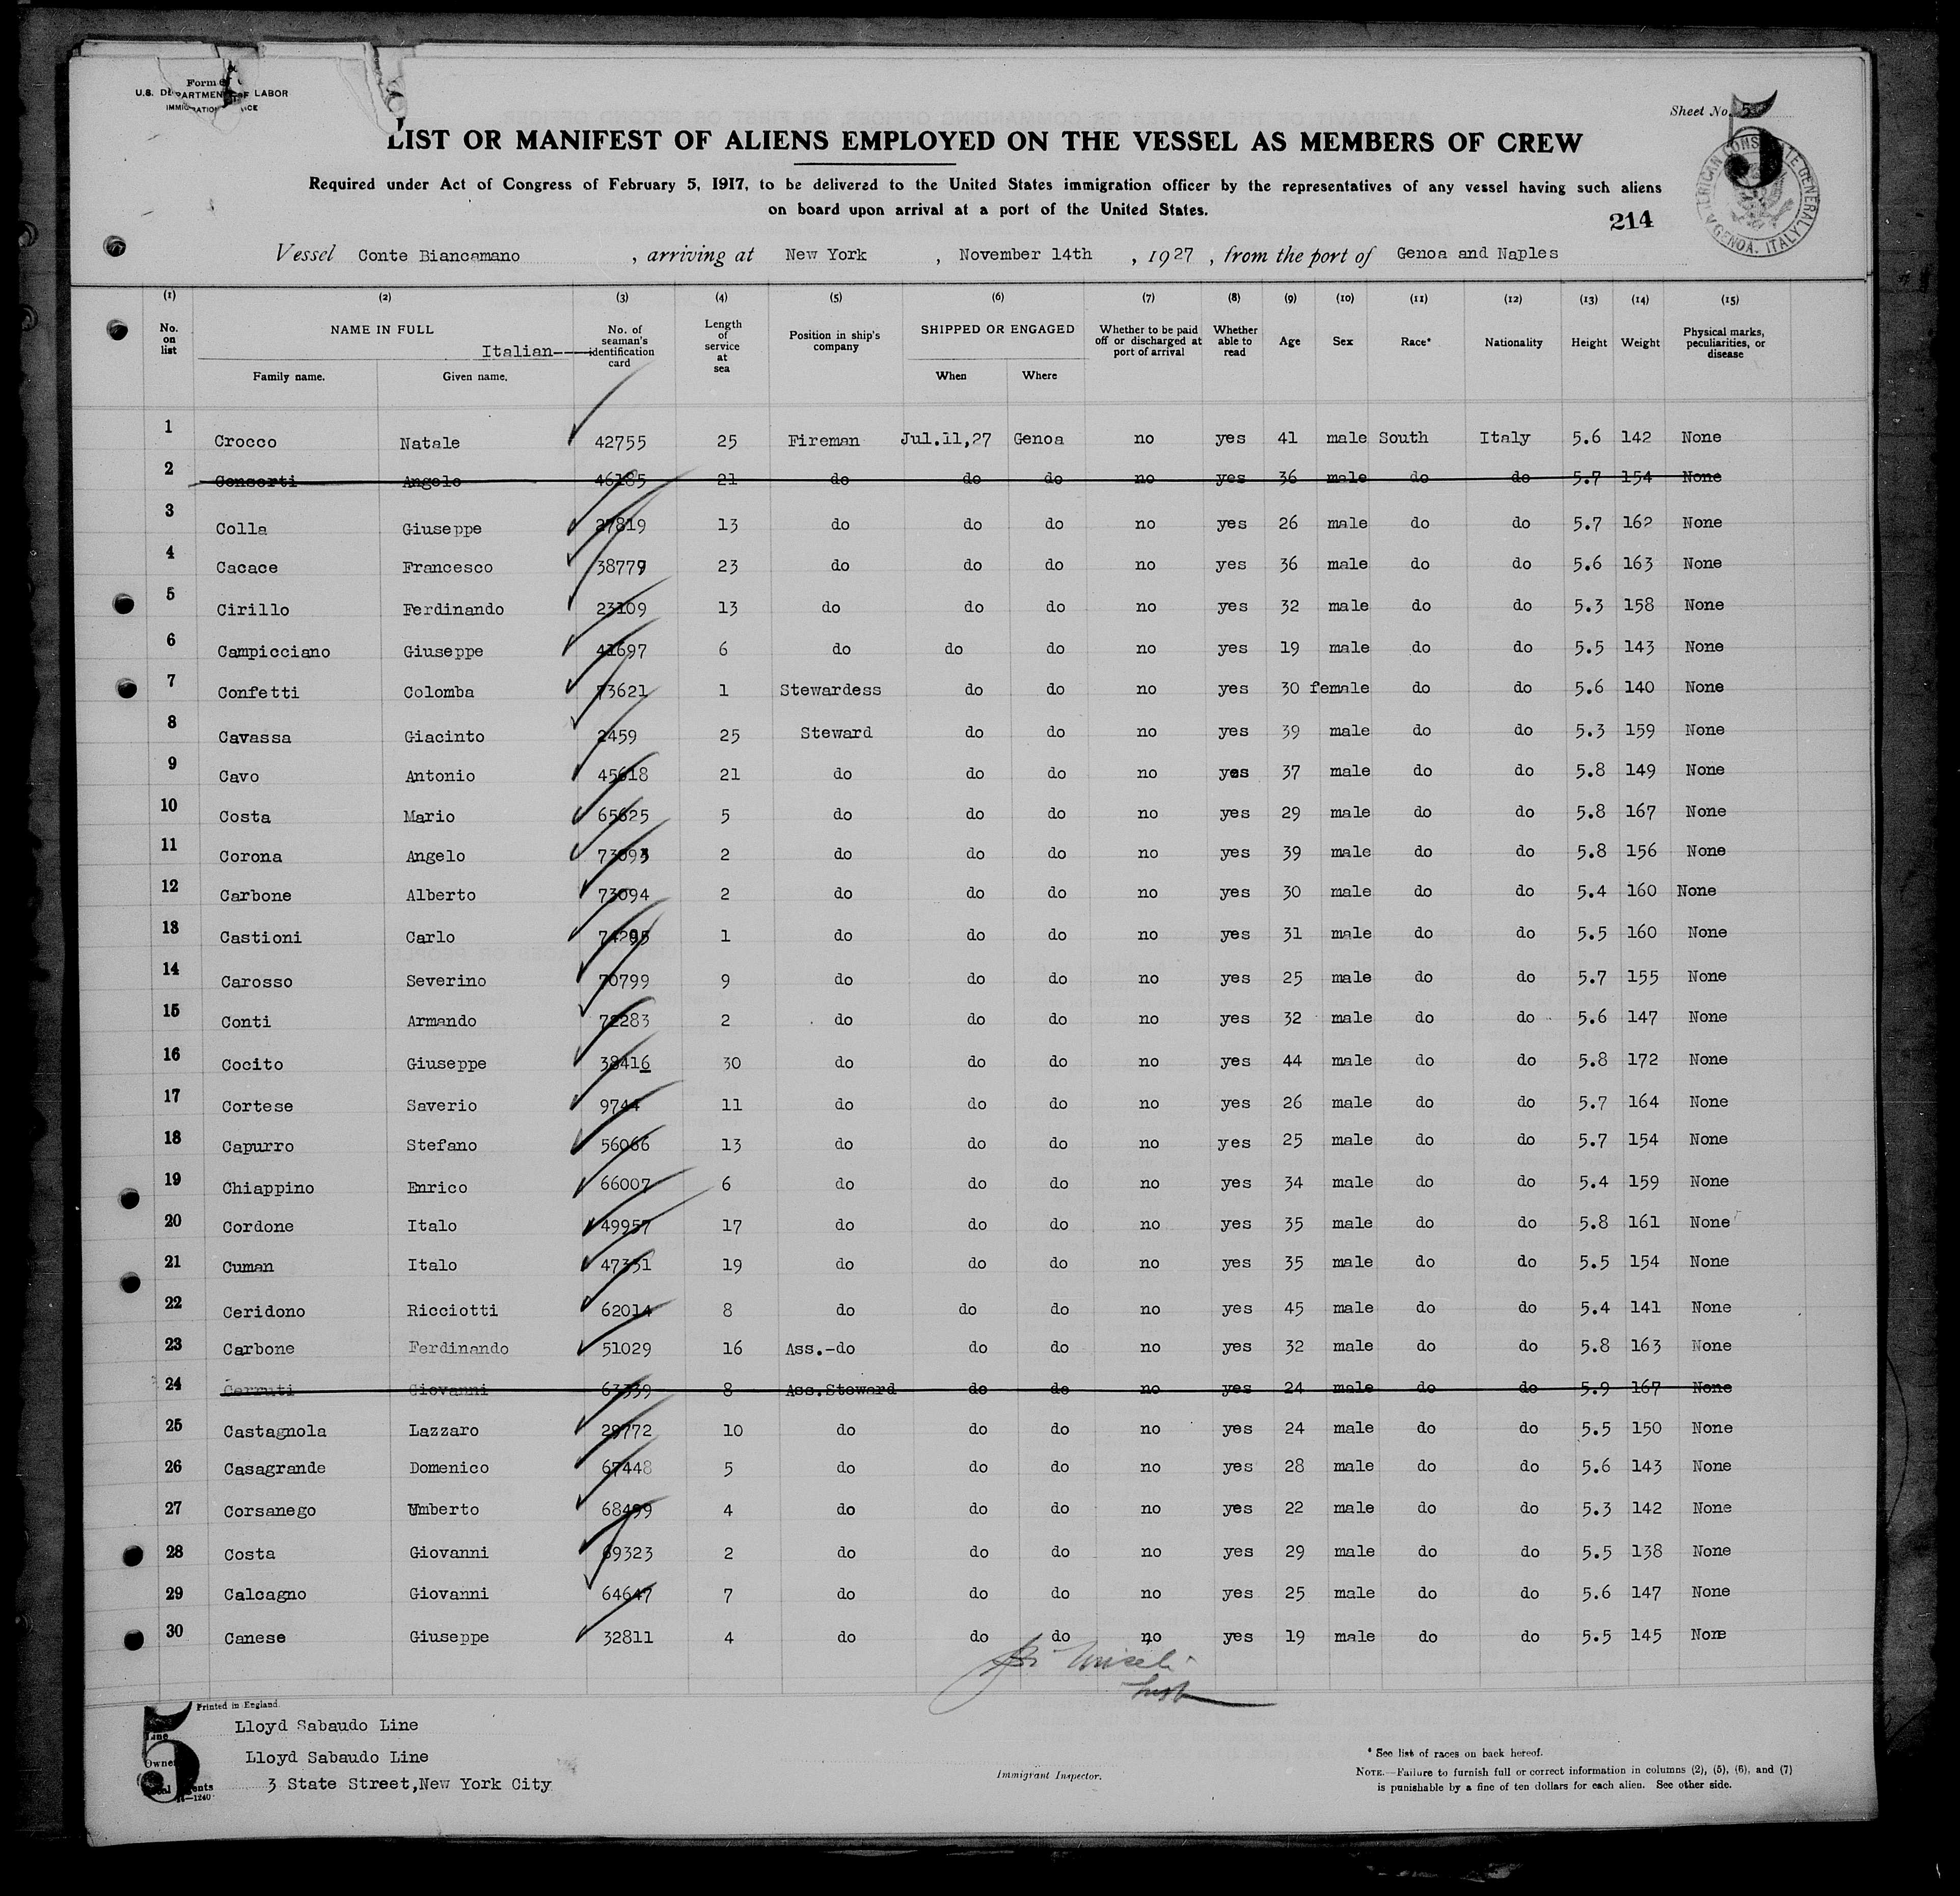 Form
U.S. DEPARTMENT OF LABOR
IMMIGRATION
Sheet No. 5
5
LIST OR MANIFEST OF ALIENS EMPLOYED ON THE VESSEL AS MEMBERS OF CREW
AMERICAN CONSULATE GENERAL GENOA, ITALY
Required under Act of Congress of February 5, 1917, to be delivered to the United States immigration officer by the representatives of any vessel having such aliens
on board upon arrival at a port of the United States.
214
Vessel Conte Biancamano , arriving at New York , November 14th , 1927 , from the port of Genoa and Naples
(1) (2) (3) (4) (5) (6) (7) (8) (9) (10) (11) (12) (13) (14) (15)
No. on list NAME IN FULL Italian---- Family name. Given name. No. of seaman's identification card Length of service at sea Position in ship's company SHIPPED OR ENGAGED When Where Whether to be paid off or discharged at port of arrival Whether able to read Age Sex Race* Nationality Height Weight Physical marks, peculiarities, or disease
1 Crocco Natale 42755 25 Fireman Jul.11,27 Genoa no yes 41 male South Italy 5.6 142 None
2 Consorti Angelo 46185 21 do do do no yes 36 male do do 5.7 154 None
3 Colla Giuseppe 27819 13 do do do no yes 26 male do do 5.7 162 None
4 Cacace Francesco 38779 23 do do do no yes 36 male do do 5.6 163 None
5 Cirillo Ferdinando 23109 13 do do do no yes 32 male do do 5.3 158 None
6 Campicciano Giuseppe 41697 6 do do do no yes 19 male do do 5.5 143 None
7 Confetti Colomba 73621 1 Stewardess do do no yes 30 female do do 5.6 140 None
8 Cavassa Giacinto 2459 25 Steward do do no yes 39 male do do 5.3 159 None
9 Cavo Antonio 45618 21 do do do no yes 37 male do do 5.8 149 None
10 Costa Mario 65625 5 do do do no yes 29 male do do 5.8 167 None
11 Corona Angelo 73093 2 do do do no yes 39 male do do 5.8 156 None
12 Carbone Alberto 73094 2 do do do no yes 30 male do do 5.4 160 None
13 Castioni Carlo 74295 1 do do do no yes 31 male do do 5.5 160 None
14 Carosso Severino 70799 9 do do do no yes 25 male do do 5.7 155 None
15 Conti Armando 72283 2 do do do no yes 32 male do do 5.6 147 None
16 Cocito Giuseppe 38416 30 do do do no yes 44 male do do 5.8 172 None
17 Cortese Saverio 9744 11 do do do no yes 26 male do do 5.7 164 None
18 Capurro Stefano 56066 13 do do do no yes 25 male do do 5.7 154 None
19 Chiappino Enrico 66007 6 do do do no yes 34 male do do 5.4 159 None
20 Cordone Italo 49957 17 do do do no yes 35 male do do 5.8 161 None
21 Cuman Italo 47351 19 do do do no yes 35 male do do 5.5 154 None
22 Ceridono Ricciotti 62014 8 do do do no yes 45 male do do 5.4 141 None
23 Carbone Ferdinando 51029 16 Ass.-do do do no yes 32 male do do 5.8 163 None
24 Cerruti Giovanni 63339 8 Ass.Steward do do no yes 24 male do do 5.9 167 None
25 Castagnola Lazzaro 29772 10 do do do no yes 24 male do do 5.5 150 None
26 Casagrande Domenico 67448 5 do do do no yes 28 male do do 5.6 143 None
27 Corsanego Umberto 68499 4 do do do no yes 22 male do do 5.3 142 None
28 Costa Giovanni 69323 2 do do do no yes 29 male do do 5.5 138 None
29 Calcagno Giovanni 64647 7 do do do no yes 25 male do do 5.6 147 None
30 Canese Giuseppe 32811 4 do do do no yes 19 male do do 5.5 145 None
Printed in England.
5
Line Lloyd Sabaudo Line
Owner Lloyd Sabaudo Line
3 State Street,New York City
14—1240
Immigrant Inspector.
* See list of races on back hereof.
NOTE.—Failure to furnish full or correct information in columns (2), (5), (6), and (7)
is punishable by a fine of ten dollars for each alien. See other side.